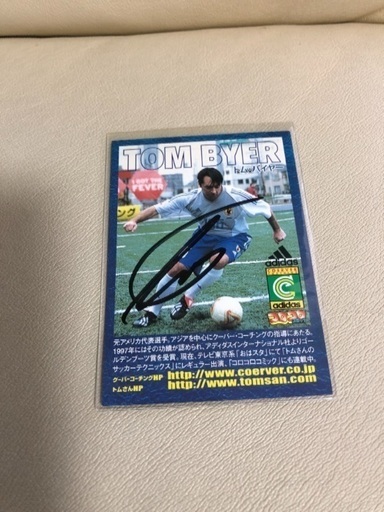 TOM BYER
トム・バイヤー
I GOT THE
FEVER
adidas
COERVER
C
adidas
元アメリカ代表選手。アジアを中心にクーバー・コーチングの指導にあたる。
1997年にはその功績が認められ、アディダスインターナショナル社よりゴー
ルデンブーツ賞を受賞。現在、テレビ東京系「おはスタ」にて「トムさんの
サッカーテクニックス」にレギュラー出演、「コロコロコミック」にも連載中。
クーバー・コーチングHP http://www.coerver.co.jp
トムさんHP http://www.tomsan.com